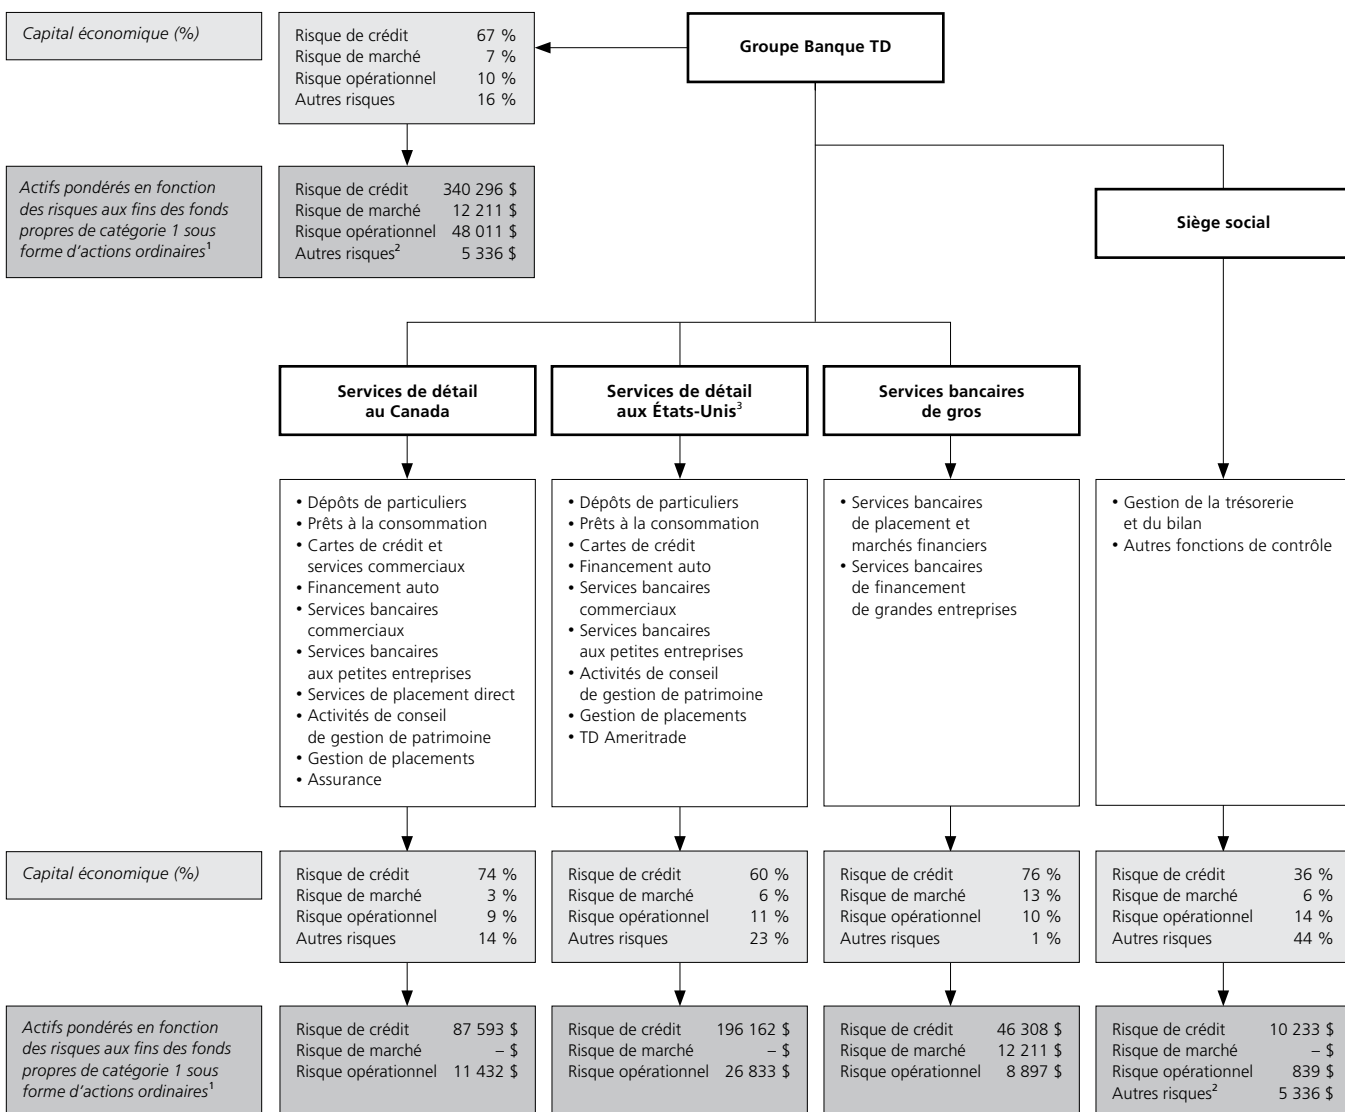 Capital économique (%)
Risque de crédit 67 %
Risque de marché 7 %
Risque opérationnel 10 %
Autres risques 16 %
Groupe Banque TD
Actifs pondérés en fonction
des risques aux fins des fonds
propres de catégorie 1 sous
forme d'actions ordinaires¹
Risque de crédit 340 296 $
Risque de marché 12 211 $
Risque opérationnel 48 011 $
Autres risques² 5 336 $
Siège social
Services de détail
au Canada
Services de détail
aux États-Unis³
Services bancaires
de gros
• Dépôts de particuliers
• Prêts à la consommation
• Cartes de crédit et
services commerciaux
• Financement auto
• Services bancaires
commerciaux
• Services bancaires
aux petites entreprises
• Services de placement direct
• Activités de conseil
de gestion de patrimoine
• Gestion de placements
• Assurance
• Dépôts de particuliers
• Prêts à la consommation
• Cartes de crédit
• Financement auto
• Services bancaires
commerciaux
• Services bancaires
aux petites entreprises
• Activités de conseil
de gestion de patrimoine
• Gestion de placements
• TD Ameritrade
• Services bancaires
de placement et
marchés financiers
• Services bancaires
de financement
de grandes entreprises
• Gestion de la trésorerie
et du bilan
• Autres fonctions de contrôle
Capital économique (%)
Risque de crédit 74 %
Risque de marché 3 %
Risque opérationnel 9 %
Autres risques 14 %
Risque de crédit 60 %
Risque de marché 6 %
Risque opérationnel 11 %
Autres risques 23 %
Risque de crédit 76 %
Risque de marché 13 %
Risque opérationnel 10 %
Autres risques 1 %
Risque de crédit 36 %
Risque de marché 6 %
Risque opérationnel 14 %
Autres risques 44 %
Actifs pondérés en fonction
des risques aux fins des fonds
propres de catégorie 1 sous
forme d'actions ordinaires¹
Risque de crédit 87 593 $
Risque de marché – $
Risque opérationnel 11 432 $
Risque de crédit 196 162 $
Risque de marché – $
Risque opérationnel 26 833 $
Risque de crédit 46 308 $
Risque de marché 12 211 $
Risque opérationnel 8 897 $
Risque de crédit 10 233 $
Risque de marché – $
Risque opérationnel 839 $
Autres risques² 5 336 $